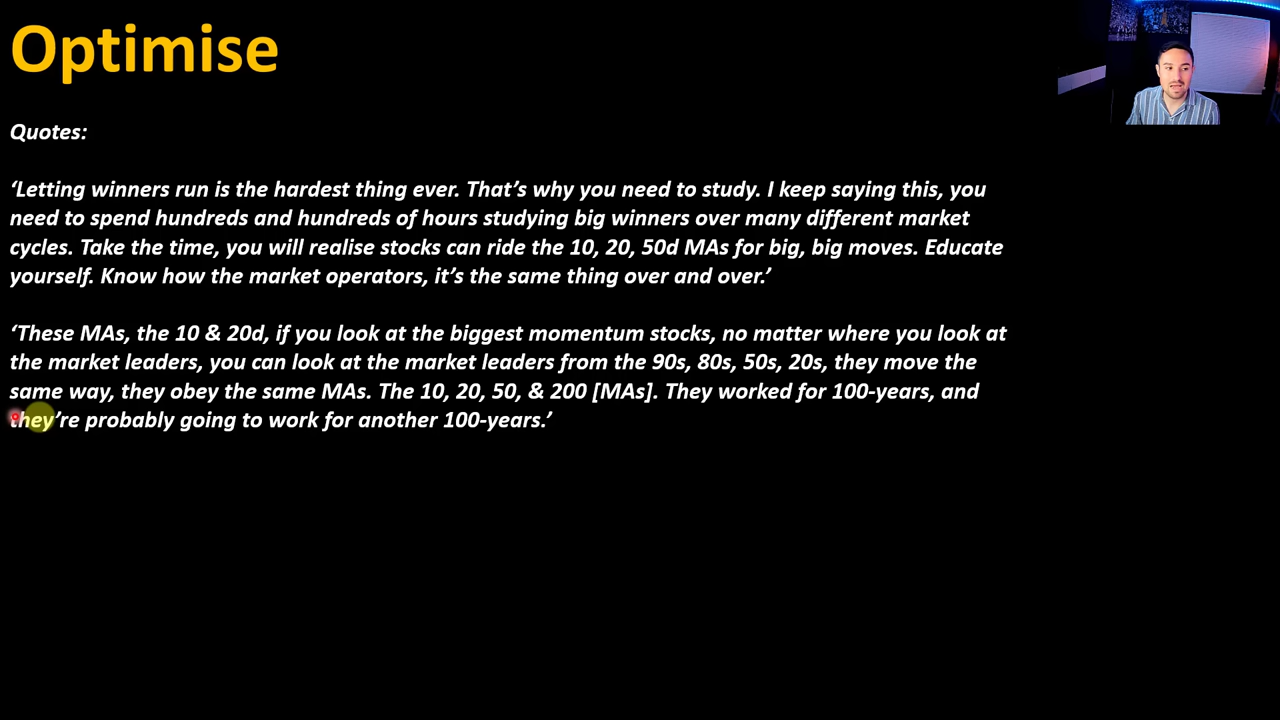 Optimise
Quotes:
‘Letting winners run is the hardest thing ever. That’s why you need to study. I keep saying this, you
need to spend hundreds and hundreds of hours studying big winners over many different market
cycles. Take the time, you will realise stocks can ride the 10, 20, 50d MAs for big, big moves. Educate
yourself. Know how the market operators, it’s the same thing over and over.’
‘These MAs, the 10 & 20d, if you look at the biggest momentum stocks, no matter where you look at
the market leaders, you can look at the market leaders from the 90s, 80s, 50s, 20s, they move the
same way, they obey the same MAs. The 10, 20, 50, & 200 [MAs]. They worked for 100-years, and
they’re probably going to work for another 100-years.’